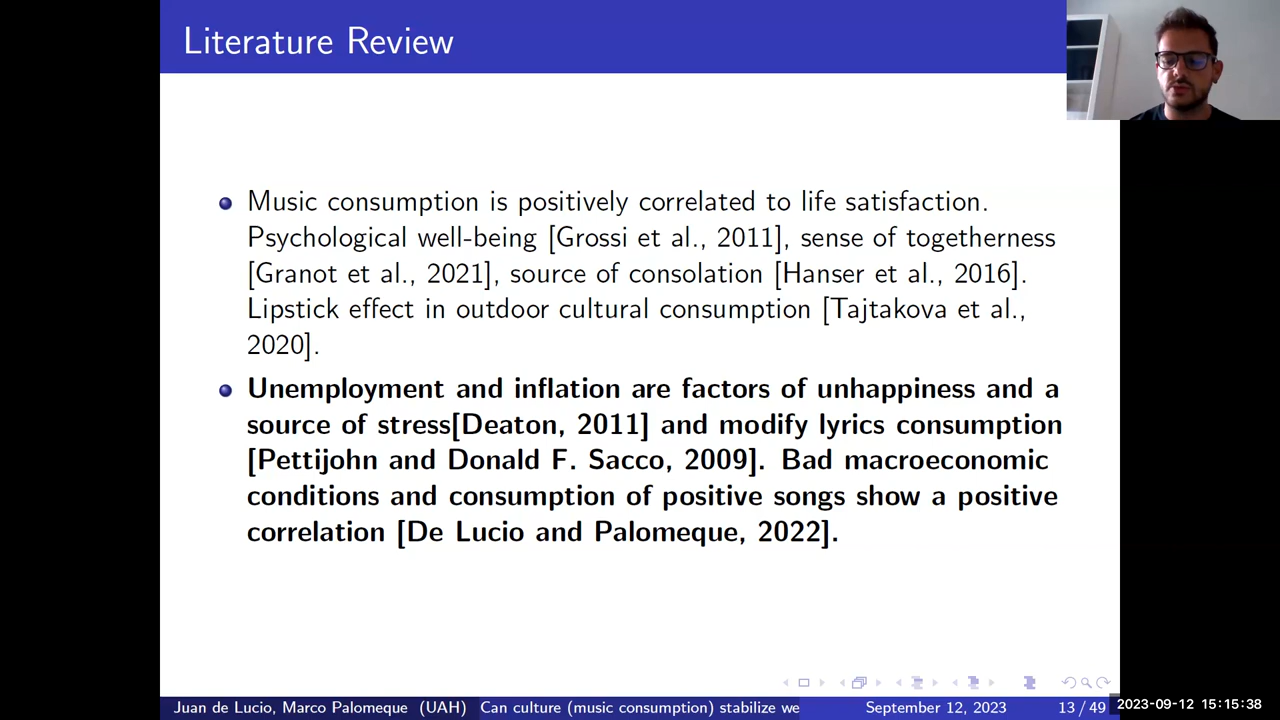 Literature Review
Music consumption is positively correlated to life satisfaction.
Psychological well-being [Grossi et al., 2011], sense of togetherness
[Granot et al., 2021], source of consolation [Hanser et al., 2016].
Lipstick effect in outdoor cultural consumption [Tajtakova et al.,
2020].
Unemployment and inflation are factors of unhappiness and a
source of stress[Deaton, 2011] and modify lyrics consumption
[Pettijohn and Donald F. Sacco, 2009]. Bad macroeconomic
conditions and consumption of positive songs show a positive
correlation [De Lucio and Palomeque, 2022].
Juan de Lucio, Marco Palomeque (UAH) Can culture (music consumption) stabilize we September 12, 2023 13 / 49
2023-09-12 15:15:38